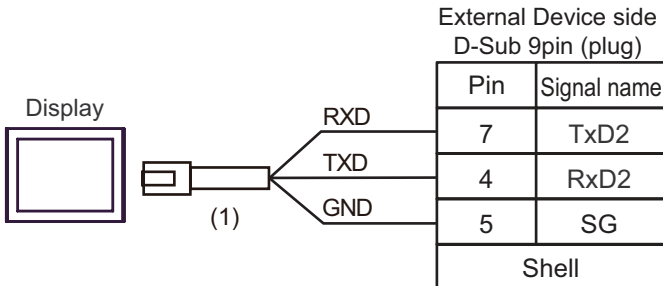 External Device side
D-Sub 9pin (plug)
Pin Signal name
Display
RXD
7 TxD2
TXD
4 RxD2
(1)
GND
5 SG
Shell